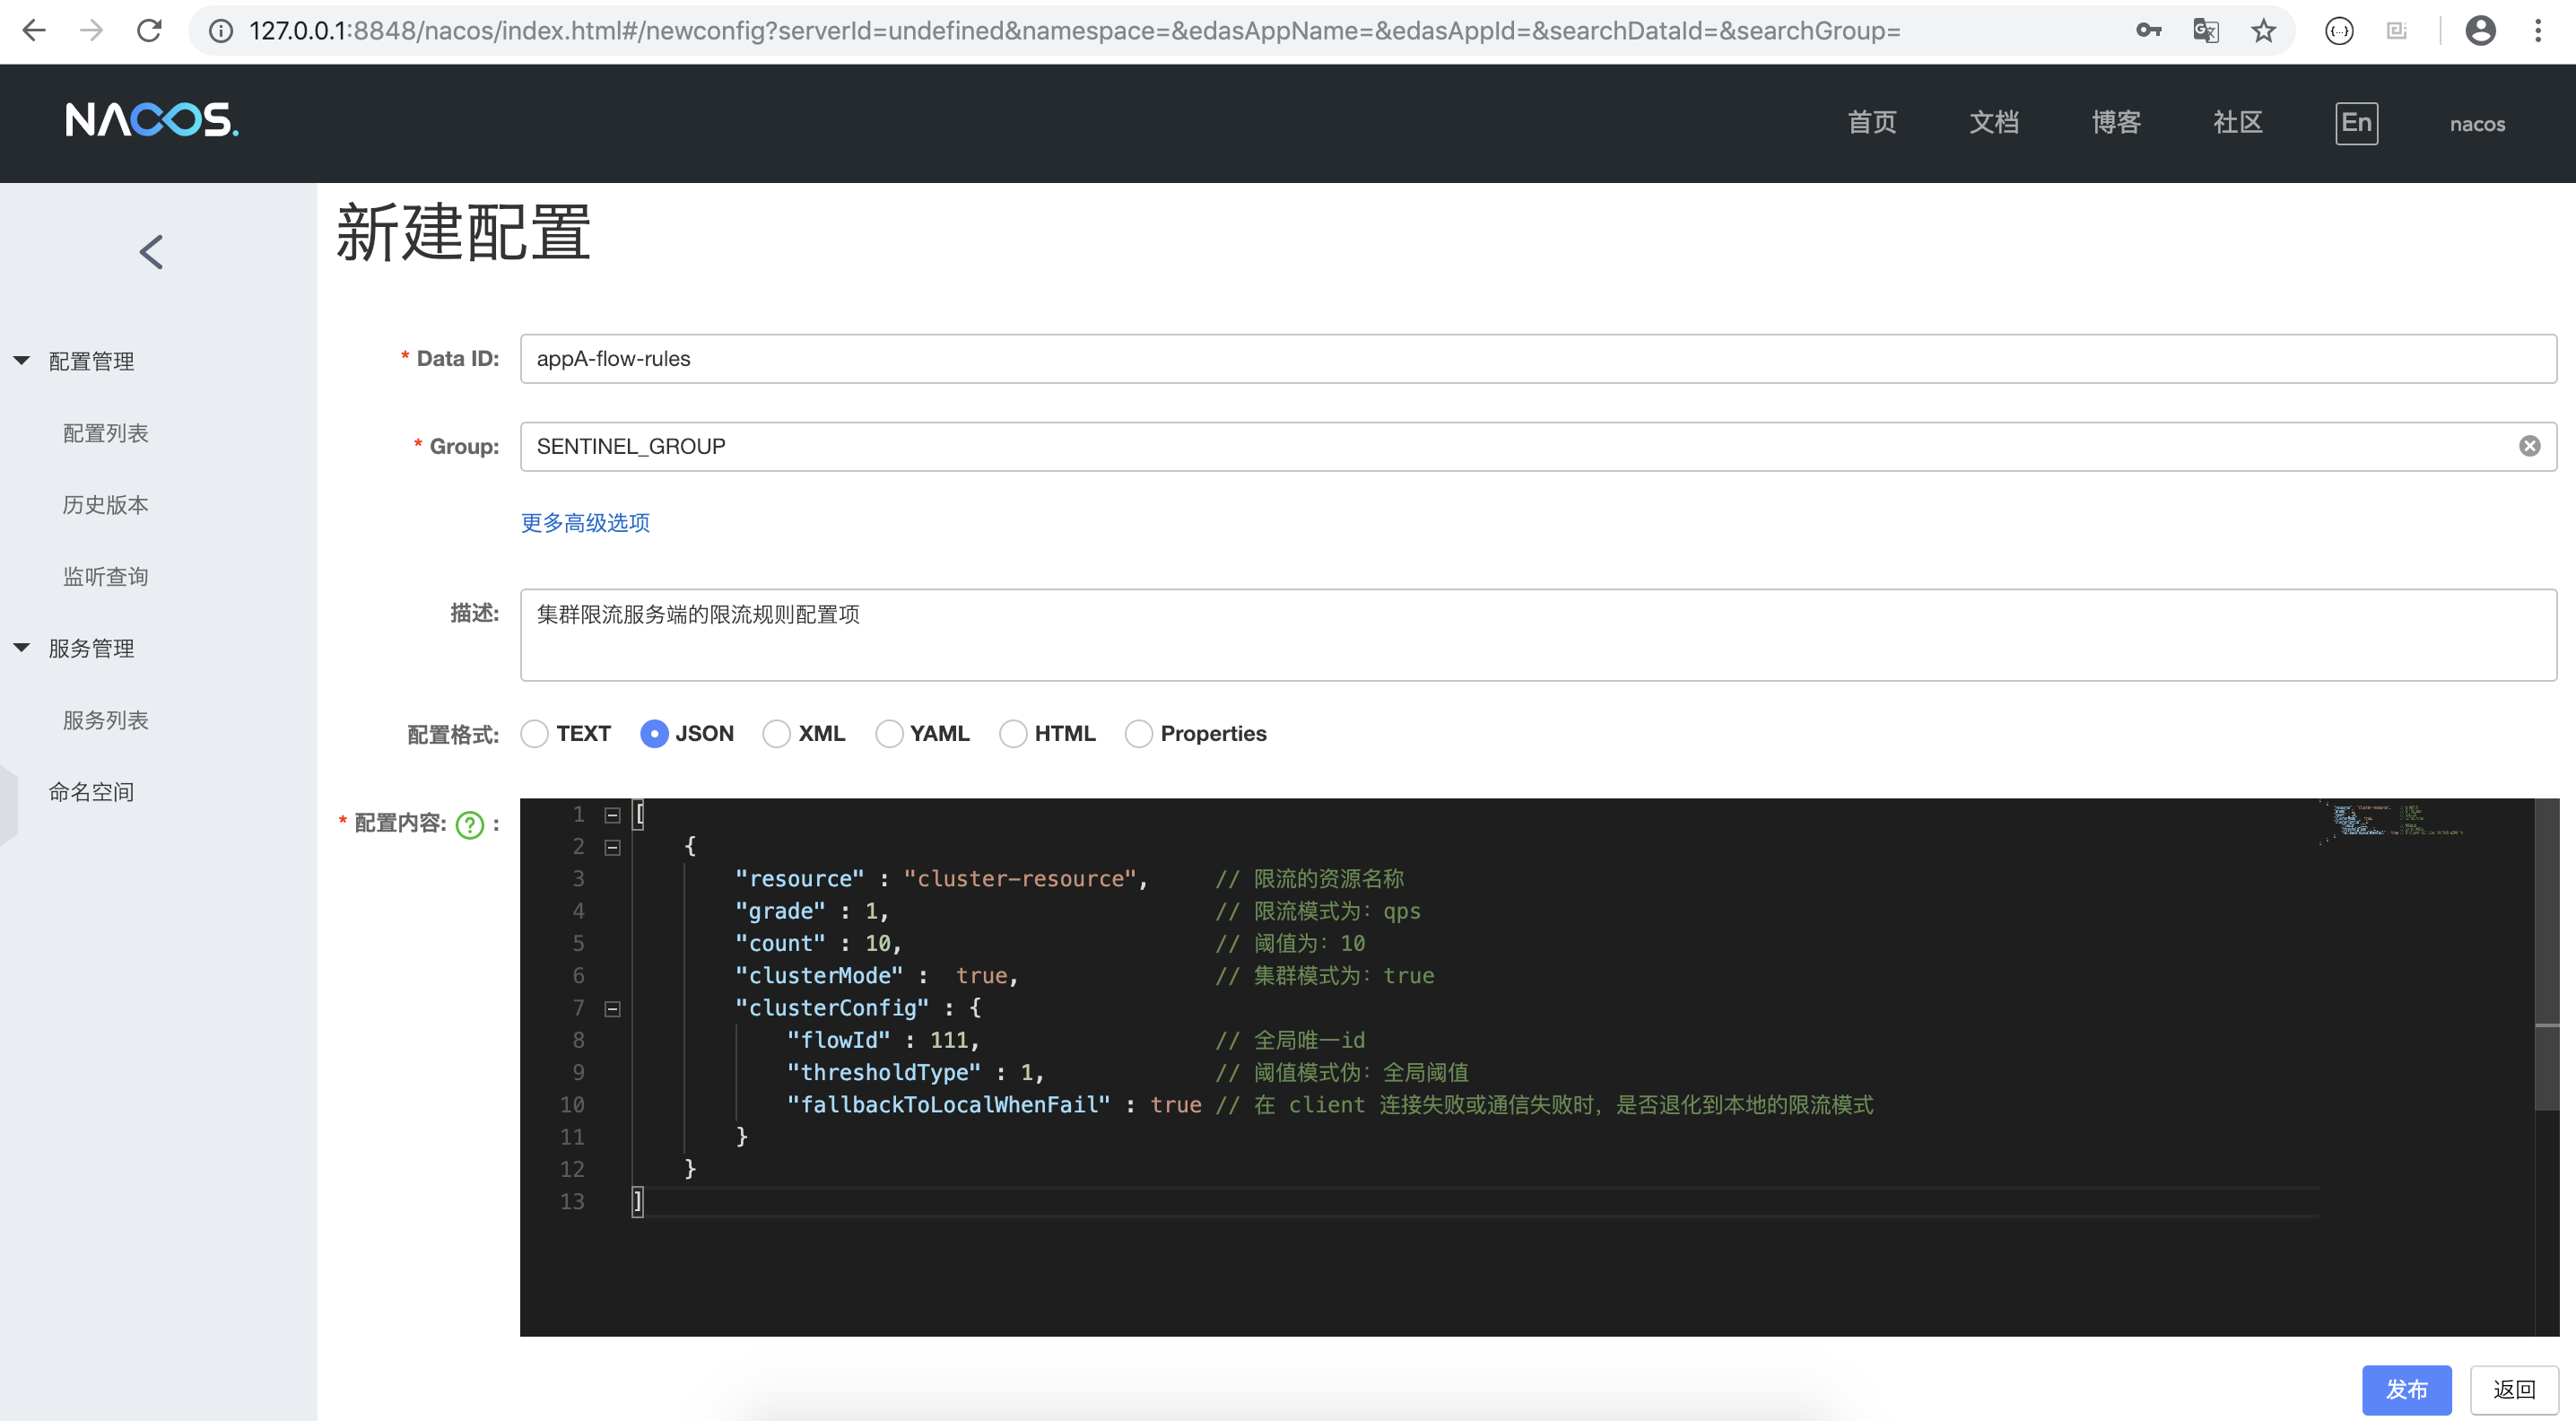 127.0.0.1:8848/nacos/index.html#/newconfig?serverId=undefined&namespace=&edasAppName=&edasAppId=&searchDataId=&searchGroup=
NACOS.
首页 文档 博客 社区 En nacos
新建配置
配置管理
配置列表
历史版本
监听查询
服务管理
服务列表
命名空间
* Data ID: appA-flow-rules
* Group: SENTINEL_GROUP
更多高级选项
描述: 集群限流服务端的限流规则配置项
配置格式: TEXT JSON XML YAML HTML Properties
* 配置内容: ? :
1 [
2 {
3 "resource" : "cluster-resource", // 限流的资源名称
4 "grade" : 1, // 限流模式为: qps
5 "count" : 10, // 阈值为: 10
6 "clusterMode" : true, // 集群模式为: true
7 "clusterConfig" : {
8 "flowId" : 111, // 全局唯一id
9 "thresholdType" : 1, // 阈值模式伪: 全局阈值
10 "fallbackToLocalWhenFail" : true // 在 client 连接失败或通信失败时, 是否退化到本地的限流模式
11 }
12 }
13 ]
发布 返回